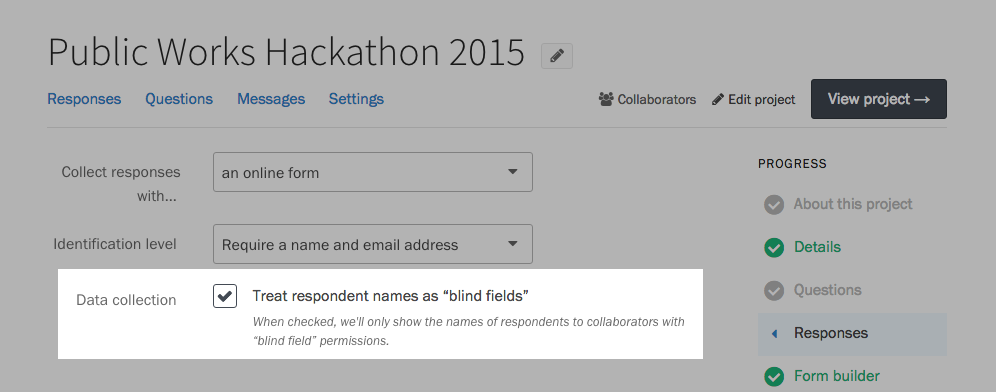 Public Works Hackathon 2015
Responses Questions Messages Settings
Collaborators Edit project View project →
Collect responses with...
an online form
Identification level
Require a name and email address
Data collection
Treat respondent names as “blind fields”
When checked, we'll only show the names of respondents to collaborators with
“blind field” permissions.
PROGRESS
About this project
Details
Questions
Responses
Form builder